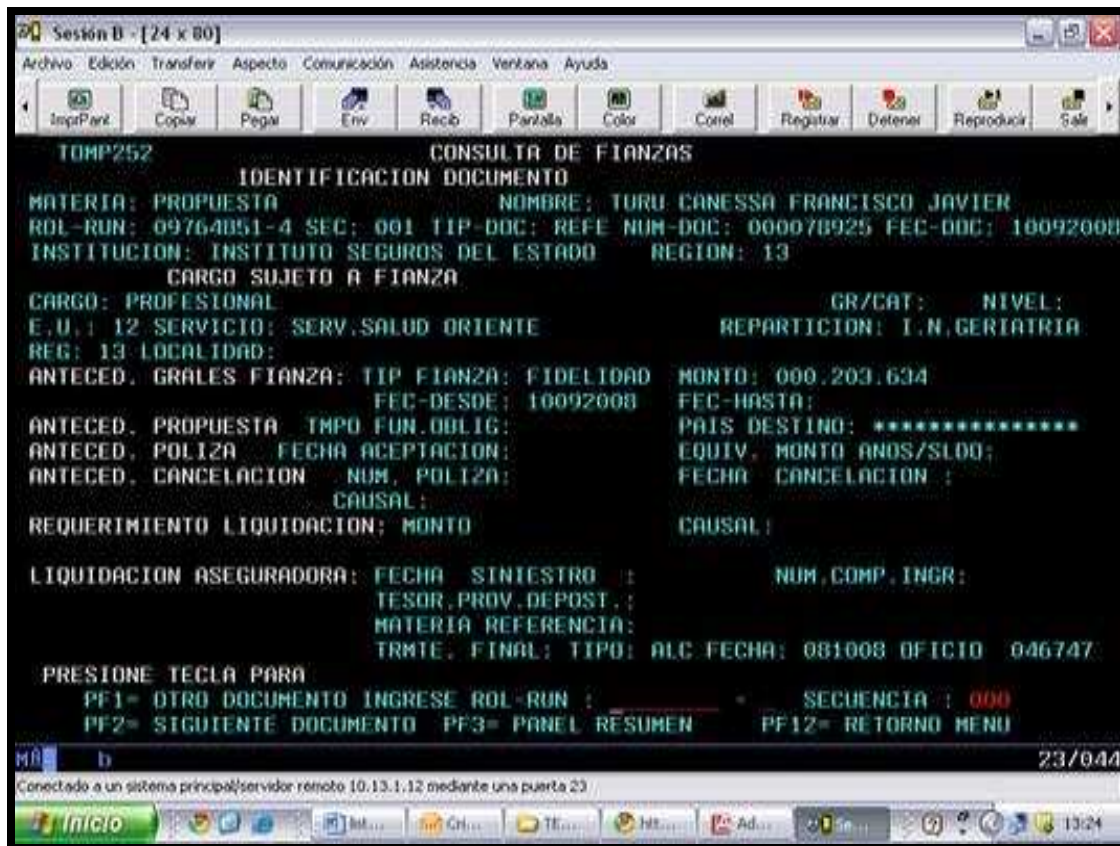 Sesión B - [24 x 80]
Archivo Edición Transferir Aspecto Comunicación Asistencia Ventana Ayuda
ImprPant Copiar Pegar Env Recib Pantalla Color Correl Registrar Detener Reproducir Salir
TOMP252 CONSULTA DE FIANZAS
IDENTIFICACION DOCUMENTO
MATERIA: PROPUESTA NOMBRE: TURU CANESSA FRANCISCO JAVIER
ROL-RUN: 09764851-4 SEC: 001 TIP-DOC: REFE NUM-DOC: 000078925 FEC-DOC: 10092008
INSTITUCION: INSTITUTO SEGUROS DEL ESTADO REGION: 13
CARGO SUJETO A FIANZA
CARGO: PROFESIONAL GR/CAT: NIVEL:
E.U.: 12 SERVICIO: SERV.SALUD ORIENTE REPARTICION: I.N.GERIATRIA
REG: 13 LOCALIDAD:
ANTECED. GRALES FIANZA: TIP FIANZA: FIDELIDAD MONTO: 000.203.634
FEC-DESDE: 10092008 FEC-HASTA:
ANTECED. PROPUESTA TMPO FUN.OBLIG: PAIS DESTINO: ***************
ANTECED. POLIZA FECHA ACEPTACION: EQUIV. MONTO ANOS/SLDO:
ANTECED. CANCELACION NUM. POLIZA: FECHA CANCELACION :
CAUSAL:
REQUERIMIENTO LIQUIDACION: MONTO CAUSAL:
LIQUIDACION ASEGURADORA: FECHA SINIESTRO : NUM.COMP.INGR:
TESOR.PROV.DEPOST.:
MATERIA REFERENCIA:
TRMTE. FINAL: TIPO: ALC FECHA: 081008 OFICIO 046747
PRESIONE TECLA PARA
PF1= OTRO DOCUMENTO INGRESE ROL-RUN : _________ - SECUENCIA : 000
PF2= SIGUIENTE DOCUMENTO PF3= PANEL RESUMEN PF12= RETORNO MENU
MA b 23/044
Conectado a un sistema principal/servidor remoto 10.13.1.12 mediante una puerta 23
Inicio Int... CH... TE... htt... Ad... Se... 13:24